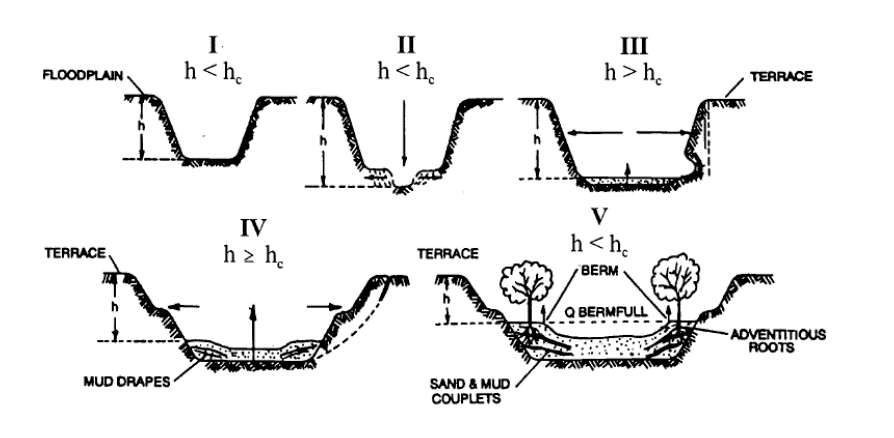 I
h < hc
FLOODPLAIN
h
II
h < hc
h
III
h > hc
TERRACE
h
IV
h ≥ hc
TERRACE
h
MUD DRAPES
V
h < hc
TERRACE
h
BERM
Q BERMFULL
ADVENTITIOUS
ROOTS
SAND & MUD
COUPLETS